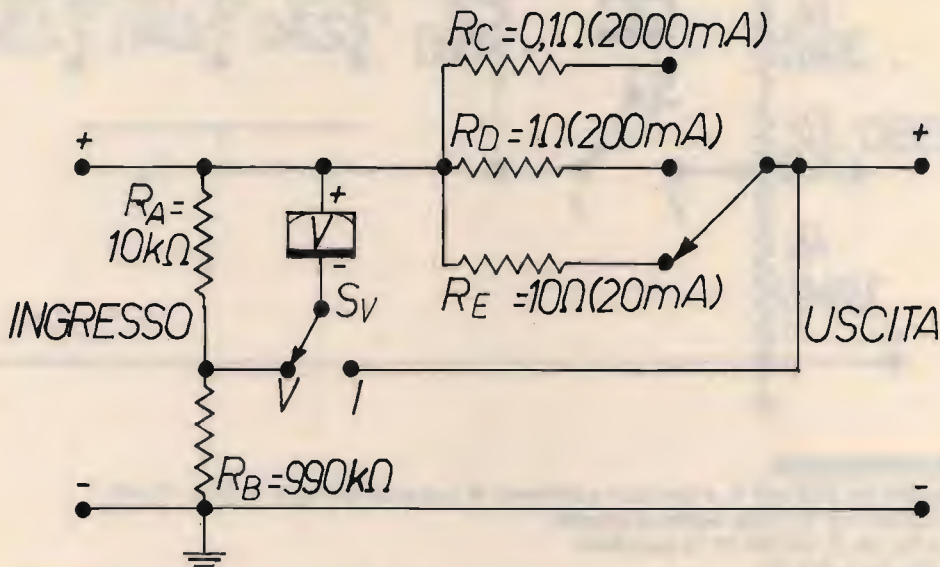 RC=0,1Ω(2000mA)
+
+
RD=1Ω(200mA)
RA=
10kΩ
+
V
-
SV
RE=10Ω(20mA)
INGRESSO
USCITA
V
I
RB=990kΩ
-
-